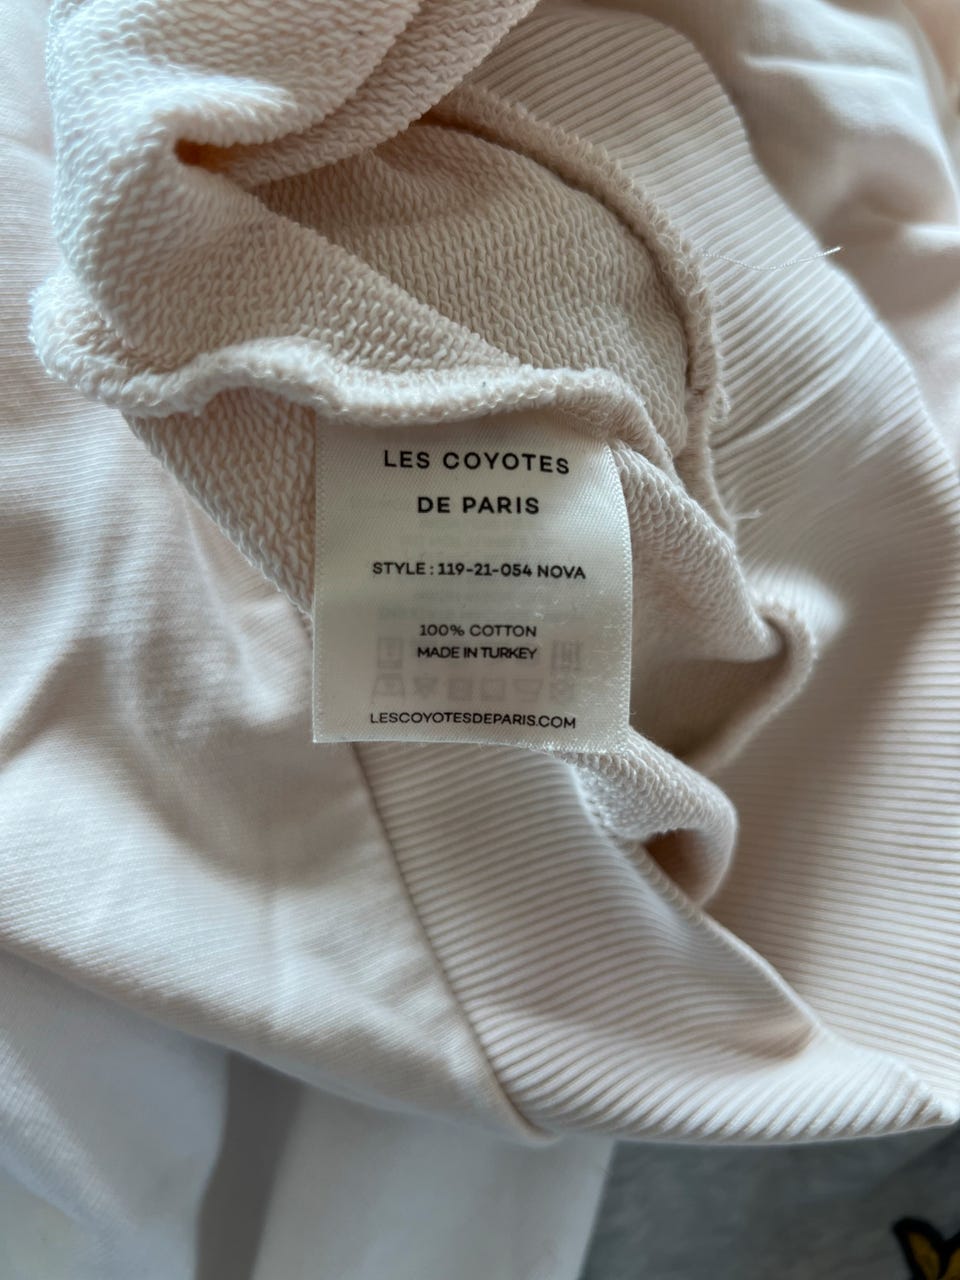 LES COYOTES
DE PARIS
STYLE : 119-21-054 NOVA
100% COTTON
MADE IN TURKEY
LESCOYOTESDEPARIS.COM